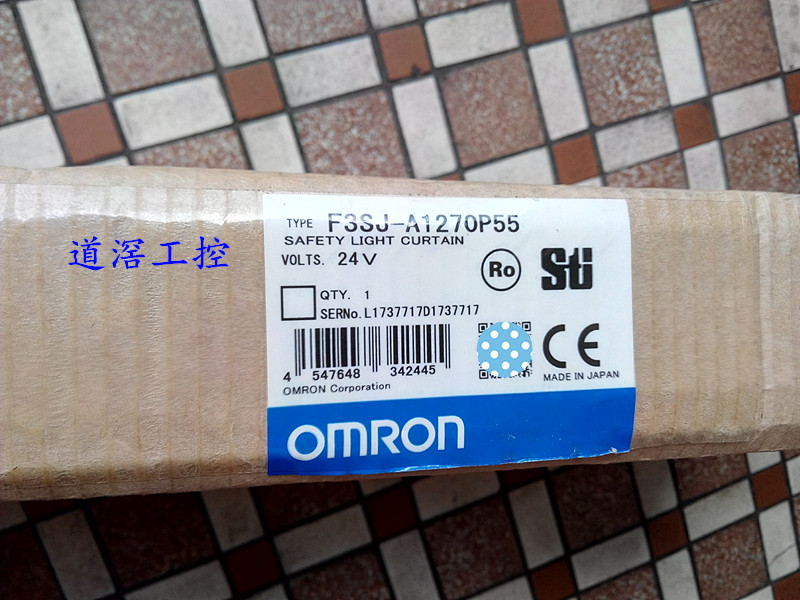 TYPE F3SJ-A1270P55
SAFETY LIGHT CURTAIN
VOLTS. 24V
Ro Sti
QTY. 1
SERNo.L1737717D1737717
4 547648 342445
CE
MADE IN JAPAN
OMRON Corporation
OMRON
道滘工控